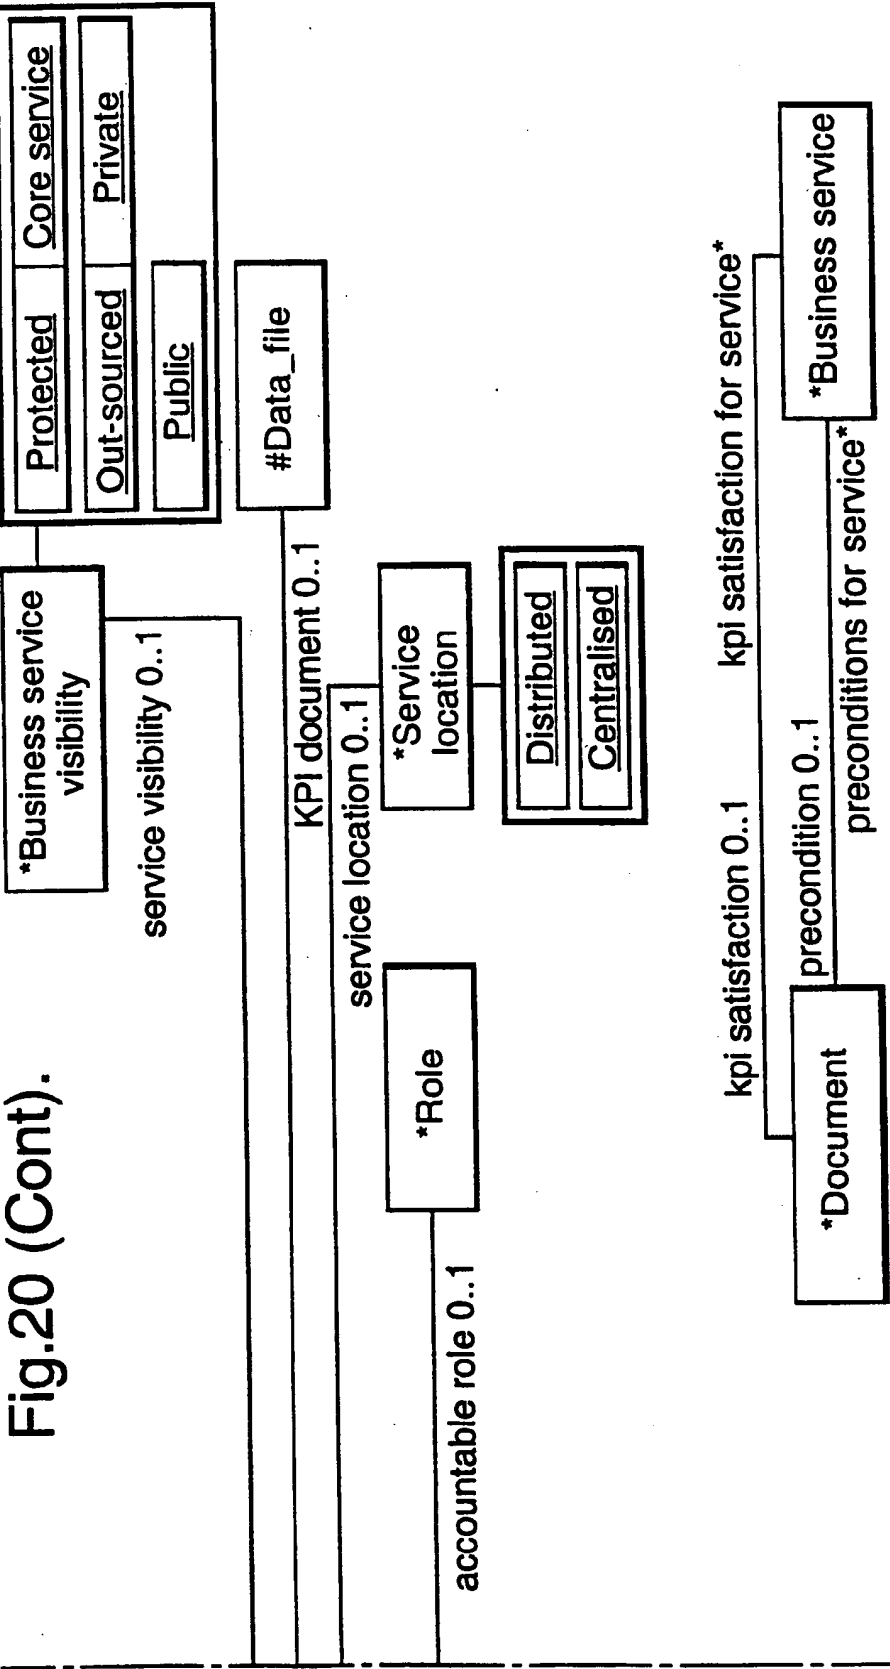 Fig.20 (Cont).
*Business service
visibility
Protected
Core service
Out-sourced
Private
Public
service visibility 0..1
#Data_file
KPI document 0..1
service location 0..1
*Service
location
*Role
accountable role 0..1
Distributed
Centralised
kpi satisfaction 0..1
kpi satisfaction for service*
*Document
precondition 0..1
preconditions for service*
*Business service